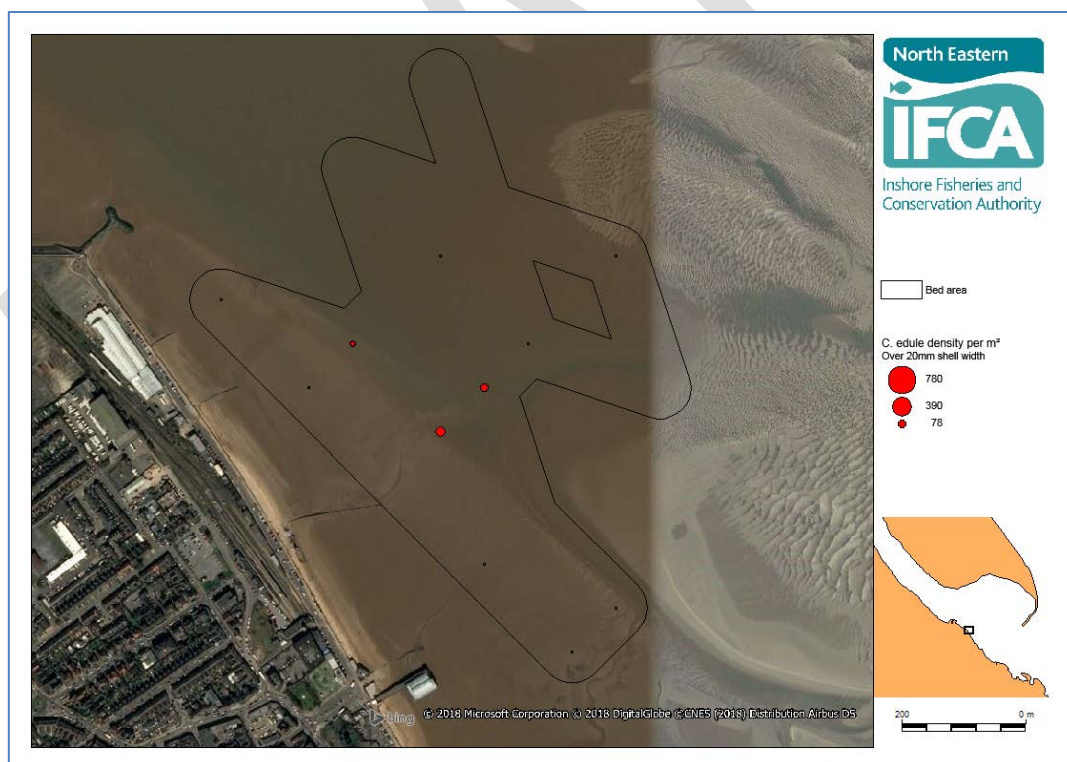 North Eastern
IFCA
Inshore Fisheries and
Conservation Authority
Bed area
C. edule density per m²
Over 20mm shell width
780
390
78
bing © 2018 Microsoft Corporation © 2018 DigitalGlobe © CNES (2018) Distribution Airbus DS
200 0 m